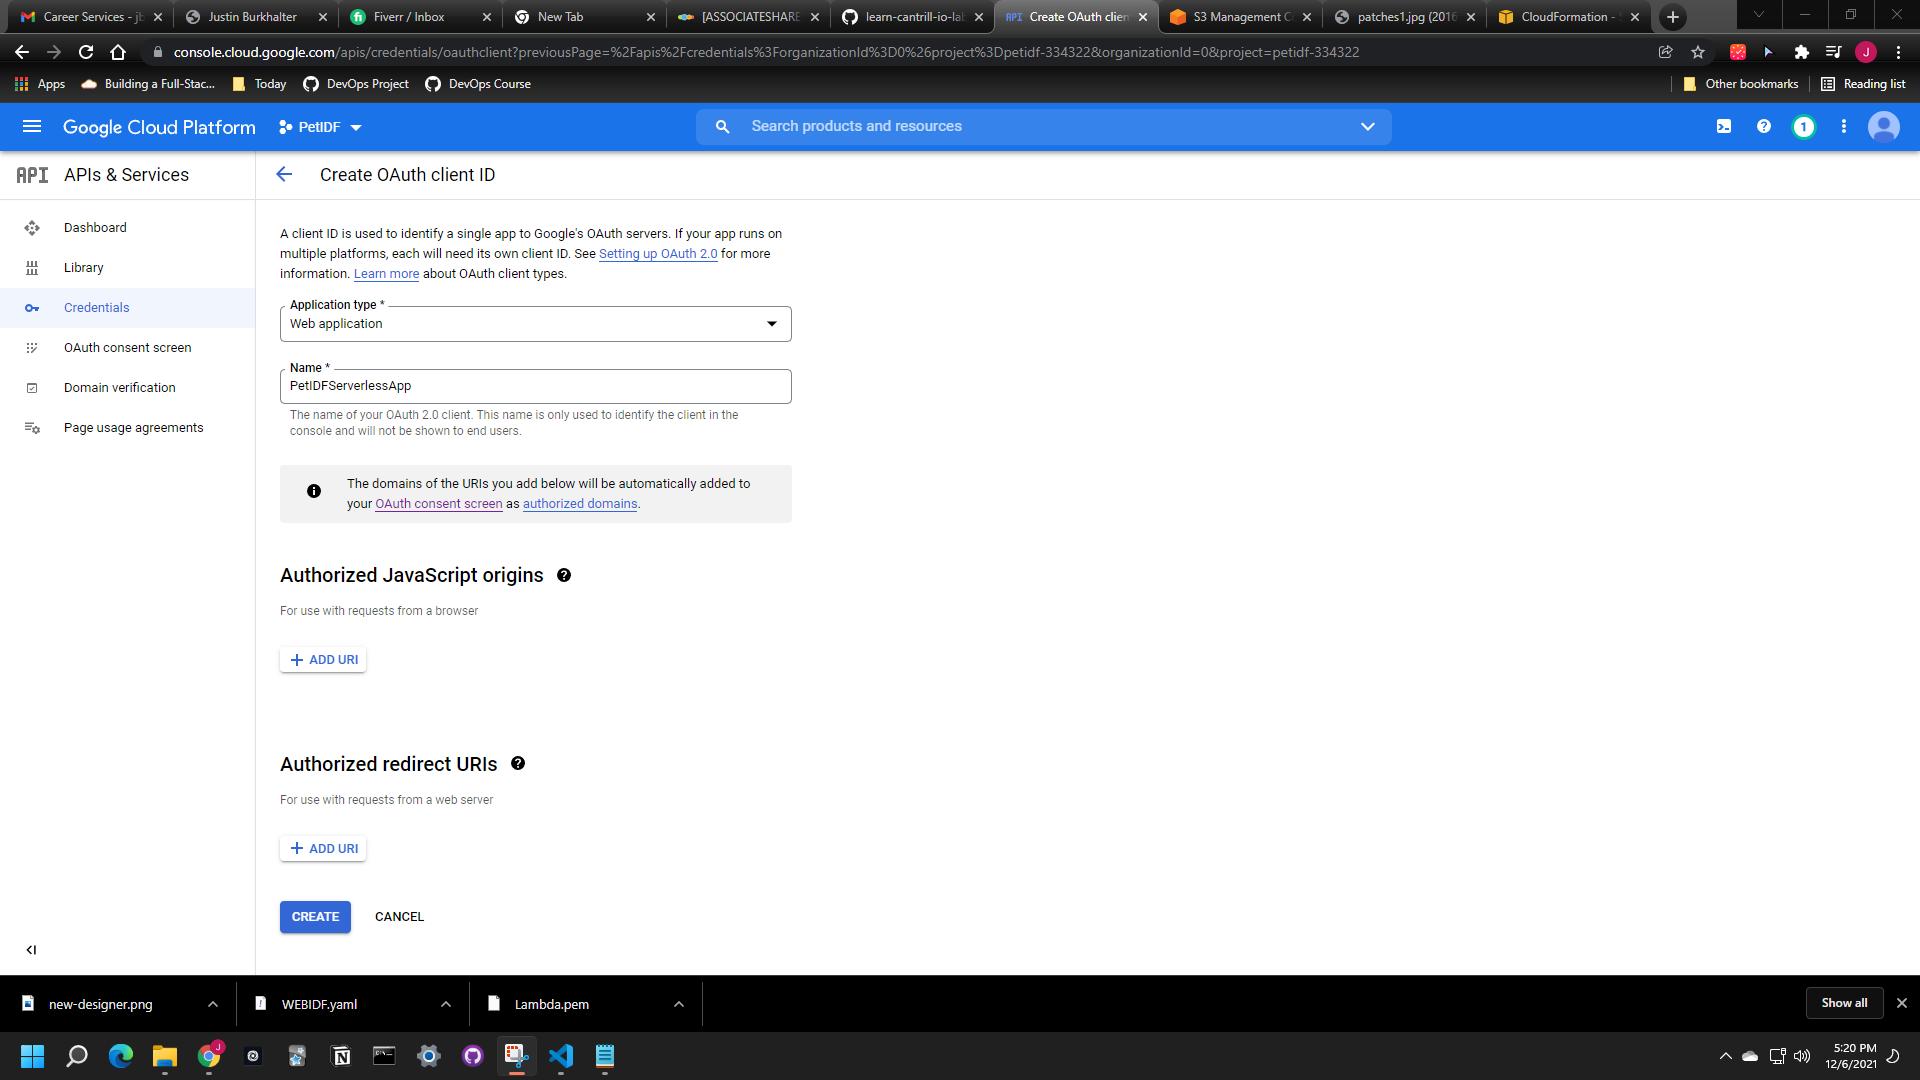 Career Services - jb
Justin Burkhalter
Fiverr / Inbox
New Tab
[ASSOCIATESHARE
learn-cantrill-io-lab
API Create OAuth clien
S3 Management C
patches1.jpg (2016
CloudFormation - S
console.cloud.google.com/apis/credentials/oauthclient?previousPage=%2Fapis%2Fcredentials%3ForganizationId%3D0%26project%3Dpetidf-334322&organizationId=0&project=petidf-334322
J
Apps
Building a Full-Stac...
Today
DevOps Project
DevOps Course
Other bookmarks
Reading list
Google Cloud Platform
PetIDF
Search products and resources
1
API APIs & Services
Create OAuth client ID
Dashboard
Library
Credentials
OAuth consent screen
Domain verification
Page usage agreements
A client ID is used to identify a single app to Google's OAuth servers. If your app runs on
multiple platforms, each will need its own client ID. See Setting up OAuth 2.0 for more
information. Learn more about OAuth client types.
Application type *
Web application
Name *
PetIDFServerlessApp
The name of your OAuth 2.0 client. This name is only used to identify the client in the
console and will not be shown to end users.
The domains of the URIs you add below will be automatically added to
your OAuth consent screen as authorized domains.
Authorized JavaScript origins
For use with requests from a browser
ADD URI
Authorized redirect URIs
For use with requests from a web server
ADD URI
CREATE
CANCEL
new-designer.png
WEBIDF.yaml
Lambda.pem
Show all
J
5:20 PM
12/6/2021